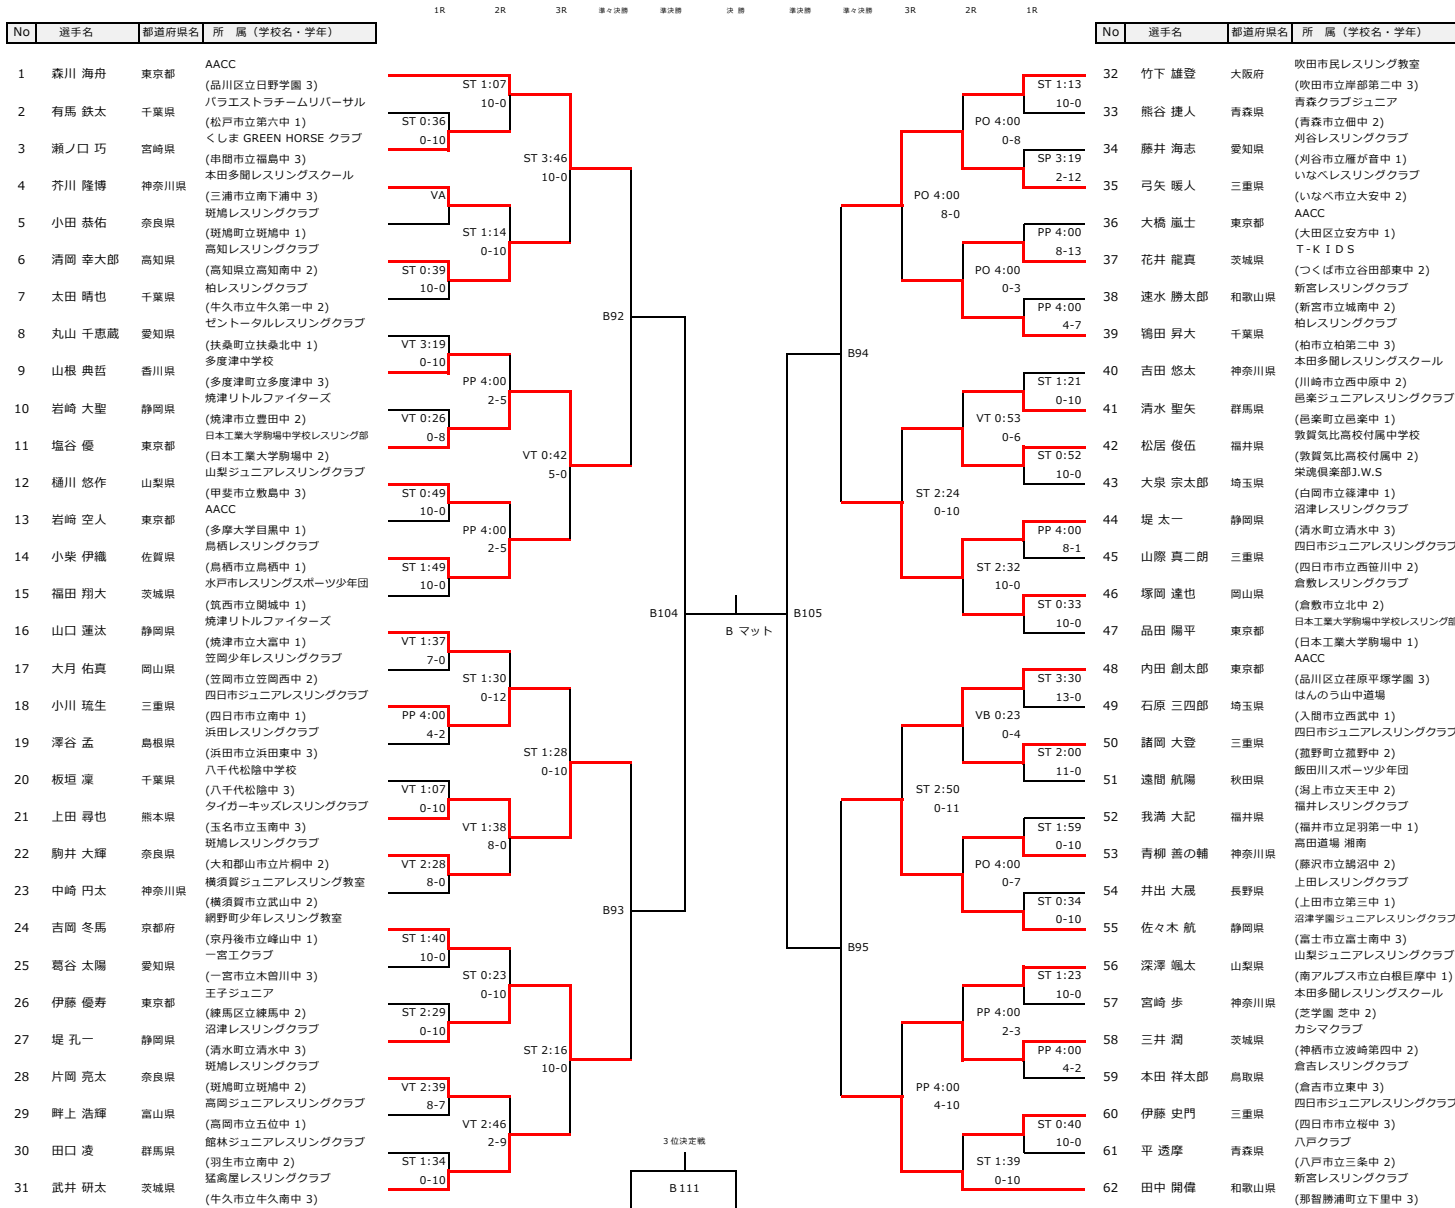 1R 2R 3R 準々決勝 準決勝 決 勝 準決勝 準々決勝 3R 2R 1R
No 選手名 都道府県名 所 属（学校名・学年）
1 森川 海舟 東京都 AACC
(品川区立日野学園 3)
2 有馬 鉄太 千葉県 パラエストラチームリバーサル
(松戸市立第六中 1)
3 瀬ノ口 巧 宮崎県 くしま GREEN HORSE クラブ
(串間市立福島中 3)
4 芥川 隆博 神奈川県 本田多聞レスリングスクール
(三浦市立南下浦中 3)
5 小田 恭佑 奈良県 斑鳩レスリングクラブ
(斑鳩町立斑鳩中 1)
6 清岡 幸大郎 高知県 高知レスリングクラブ
(高知県立高知南中 2)
7 太田 晴也 千葉県 柏レスリングクラブ
(牛久市立牛久第一中 2)
8 丸山 千恵蔵 愛知県 ゼントータルレスリングクラブ
(扶桑町立扶桑北中 1)
9 山根 典哲 香川県 多度津中学校
(多度津町立多度津中 3)
10 岩崎 大聖 静岡県 焼津リトルファイターズ
(焼津市立豊田中 2)
11 塩谷 優 東京都 日本工業大学駒場中学校レスリング部
(日本工業大学駒場中 2)
12 樋川 悠作 山梨県 山梨ジュニアレスリングクラブ
(甲斐市立敷島中 3)
13 岩﨑 空人 東京都 AACC
(多摩大学目黒中 1)
14 小柴 伊織 佐賀県 鳥栖レスリングクラブ
(鳥栖市立鳥栖中 1)
15 福田 翔大 茨城県 水戸市レスリングスポーツ少年団
(筑西市立関城中 1)
16 山口 蓮汰 静岡県 焼津リトルファイターズ
(焼津市立大富中 1)
17 大月 佑真 岡山県 笠岡少年レスリングクラブ
(笠岡市立笠岡西中 2)
18 小川 琉生 三重県 四日市ジュニアレスリングクラブ
(四日市市立南中 1)
19 澤谷 孟 島根県 浜田レスリングクラブ
(浜田市立浜田東中 3)
20 板垣 凜 千葉県 八千代松陰中学校
(八千代松陰中 3)
21 上田 尋也 熊本県 タイガーキッズレスリングクラブ
(玉名市立玉南中 3)
22 駒井 大輝 奈良県 斑鳩レスリングクラブ
(大和郡山市立片桐中 2)
23 中崎 円太 神奈川県 横須賀ジュニアレスリング教室
(横須賀市立武山中 2)
24 吉岡 冬馬 京都府 網野町少年レスリング教室
(京丹後市立峰山中 1)
25 葛谷 太陽 愛知県 一宮エクラブ
(一宮市立木曽川中 3)
26 伊藤 優寿 東京都 王子ジュニア
(練馬区立練馬中 2)
27 堤 孔一 静岡県 沼津レスリングクラブ
(清水町立清水中 3)
28 片岡 亮太 奈良県 斑鳩レスリングクラブ
(斑鳩町立斑鳩中 2)
29 畔上 浩輝 富山県 高岡ジュニアレスリングクラブ
(高岡市立五位中 1)
30 田口 凌 群馬県 館林ジュニアレスリングクラブ
(羽生市立南中 2)
31 武井 研太 茨城県 猛禽屋レスリングクラブ
(牛久市立牛久南中 3)
ST 0:36
0-10
VA
ST 0:39
10-0
VT 3:19
0-10
VT 0:26
0-8
ST 0:49
10-0
ST 1:49
10-0
VT 1:37
7-0
PP 4:00
4-2
VT 1:07
0-10
VT 2:28
8-0
ST 1:40
10-0
ST 2:29
0-10
VT 2:39
8-7
ST 1:34
0-10
ST 1:07
10-0
ST 1:14
0-10
PP 4:00
2-5
PP 4:00
2-5
ST 1:30
0-12
VT 1:38
8-0
ST 0:23
0-10
VT 2:46
2-9
ST 3:46
10-0
VT 0:42
5-0
ST 1:28
0-10
ST 2:16
10-0
B92
B93
B104
B マット
3位決定戦
B 111
B105
B94
B95
PO 4:00
8-0
ST 2:24
0-10
ST 2:50
0-11
PP 4:00
4-10
PO 4:00
0-8
PO 4:00
0-3
VT 0:53
0-6
ST 2:32
10-0
VB 0:23
0-4
PO 4:00
0-7
PP 4:00
2-3
ST 1:39
0-10
ST 1:13
10-0
SP 3:19
2-12
PP 4:00
8-13
PP 4:00
4-7
ST 1:21
0-10
ST 0:52
10-0
PP 4:00
8-1
ST 0:33
10-0
ST 3:30
13-0
ST 2:00
11-0
ST 1:59
0-10
ST 0:34
0-10
ST 1:23
10-0
PP 4:00
4-2
ST 0:40
10-0
No 選手名 都道府県名 所 属（学校名・学年）
32 竹下 雄登 大阪府 吹田市民レスリング教室
(吹田市立岸部第二中 3)
33 熊谷 捷人 青森県 青森クラブジュニア
(青森市立佃中 2)
34 藤井 海志 愛知県 刈谷レスリングクラブ
(刈谷市立雁が音中 1)
35 弓矢 暖人 三重県 いなべレスリングクラブ
(いなべ市立大安中 2)
36 大橋 嵐士 東京都 AACC
(大田区立安方中 1)
37 花井 龍真 茨城県 T-KIDS
(つくば市立谷田部東中 2)
38 速水 勝太郎 和歌山県 新宮レスリングクラブ
(新宮市立城南中 2)
39 鴇田 昇大 千葉県 柏レスリングクラブ
(柏市立柏第二中 3)
40 吉田 悠太 神奈川県 本田多聞レスリングスクール
(川崎市立西中原中 2)
41 清水 聖矢 群馬県 邑楽ジュニアレスリングクラブ
(邑楽町立邑楽中 1)
42 松居 俊伍 福井県 敦賀気比高校付属中学校
(敦賀気比高校付属中 2)
43 大泉 宗太郎 埼玉県 栄魂倶楽部J.W.S
(白岡市立篠津中 1)
44 堤 太一 静岡県 沼津レスリングクラブ
(清水町立清水中 3)
45 山際 真二朗 三重県 四日市ジュニアレスリングクラブ
(四日市市立西笹川中 2)
46 塚岡 達也 岡山県 倉敷レスリングクラブ
(倉敷市立北中 2)
47 品田 陽平 東京都 日本工業大学駒場中学校レスリング部
(日本工業大学駒場中 1)
48 内田 創太郎 東京都 AACC
(品川区立荏原平塚学園 3)
49 石原 三四郎 埼玉県 はんのう山中道場
(入間市立西武中 1)
50 諸岡 大登 三重県 四日市ジュニアレスリングクラブ
(菰野町立菰野中 2)
51 遠間 航陽 秋田県 飯田川スポーツ少年団
(潟上市立天王中 2)
52 我満 大記 福井県 福井レスリングクラブ
(福井市立足羽第一中 1)
53 青柳 善の輔 神奈川県 高田道場 湘南
(藤沢市立鵠沼中 2)
54 井出 大晟 長野県 上田レスリングクラブ
(上田市立第三中 1)
55 佐々木 航 静岡県 沼津学園ジュニアレスリングクラブ
(富士市立富士南中 3)
56 深澤 颯太 山梨県 山梨ジュニアレスリングクラブ
(南アルプス市立白根巨摩中 1)
57 宮崎 歩 神奈川県 本田多聞レスリングスクール
(芝学園 芝中 2)
58 三井 潤 茨城県 カシマクラブ
(神栖市立波崎第四中 2)
59 本田 祥太郎 鳥取県 倉吉レスリングクラブ
(倉吉市立東中 3)
60 伊藤 史門 三重県 四日市ジュニアレスリングクラブ
(四日市市立桜中 3)
61 平 透摩 青森県 八戸クラブ
(八戸市立三条中 2)
62 田中 開偉 和歌山県 新宮レスリングクラブ
(那智勝浦町立下里中 3)